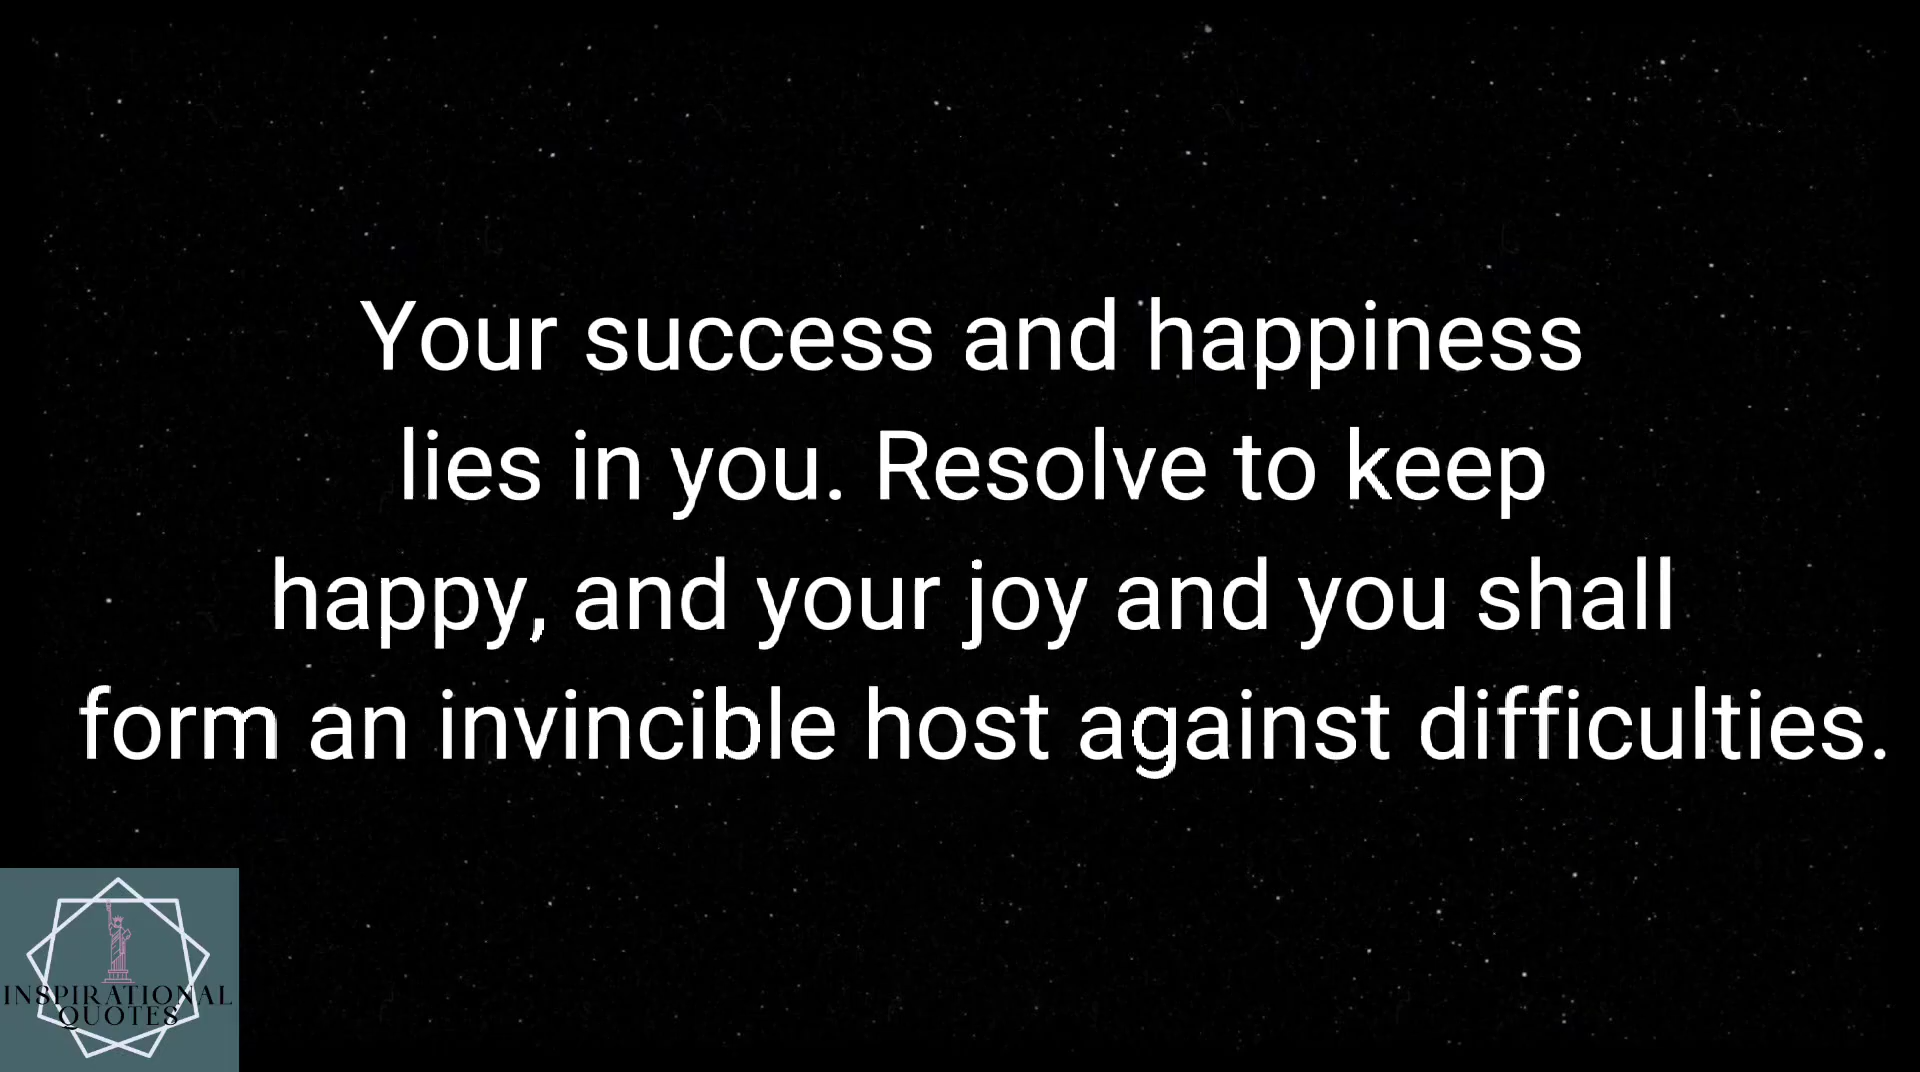 Your success and happiness
lies in you. Resolve to keep
happy, and your joy and you shall
form an invincible host against difficulties.
INSPIRATIONAL
QUOTES